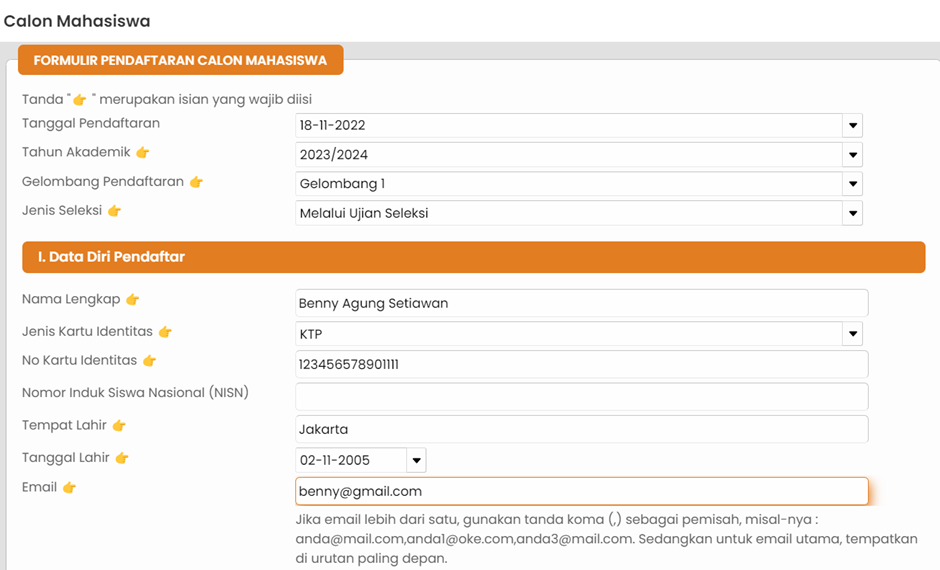 Calon Mahasiswa
FORMULIR PENDAFTARAN CALON MAHASISWA
Tanda "👉 " merupakan isian yang wajib diisi
Tanggal Pendaftaran 18-11-2022
Tahun Akademik 👉 2023/2024
Gelombang Pendaftaran 👉 Gelombang 1
Jenis Seleksi 👉 Melalui Ujian Seleksi
I. Data Diri Pendaftar
Nama Lengkap 👉 Benny Agung Setiawan
Jenis Kartu Identitas 👉 KTP
No Kartu Identitas 👉 123456578901111
Nomor Induk Siswa Nasional (NISN)
Tempat Lahir 👉 Jakarta
Tanggal Lahir 👉 02-11-2005
Email 👉 benny@gmail.com
Jika email lebih dari satu, gunakan tanda koma (,) sebagai pemisah, misal-nya :
anda@mail.com,anda1@oke.com,anda3@mail.com. Sedangkan untuk email utama, tempatkan
di urutan paling depan.